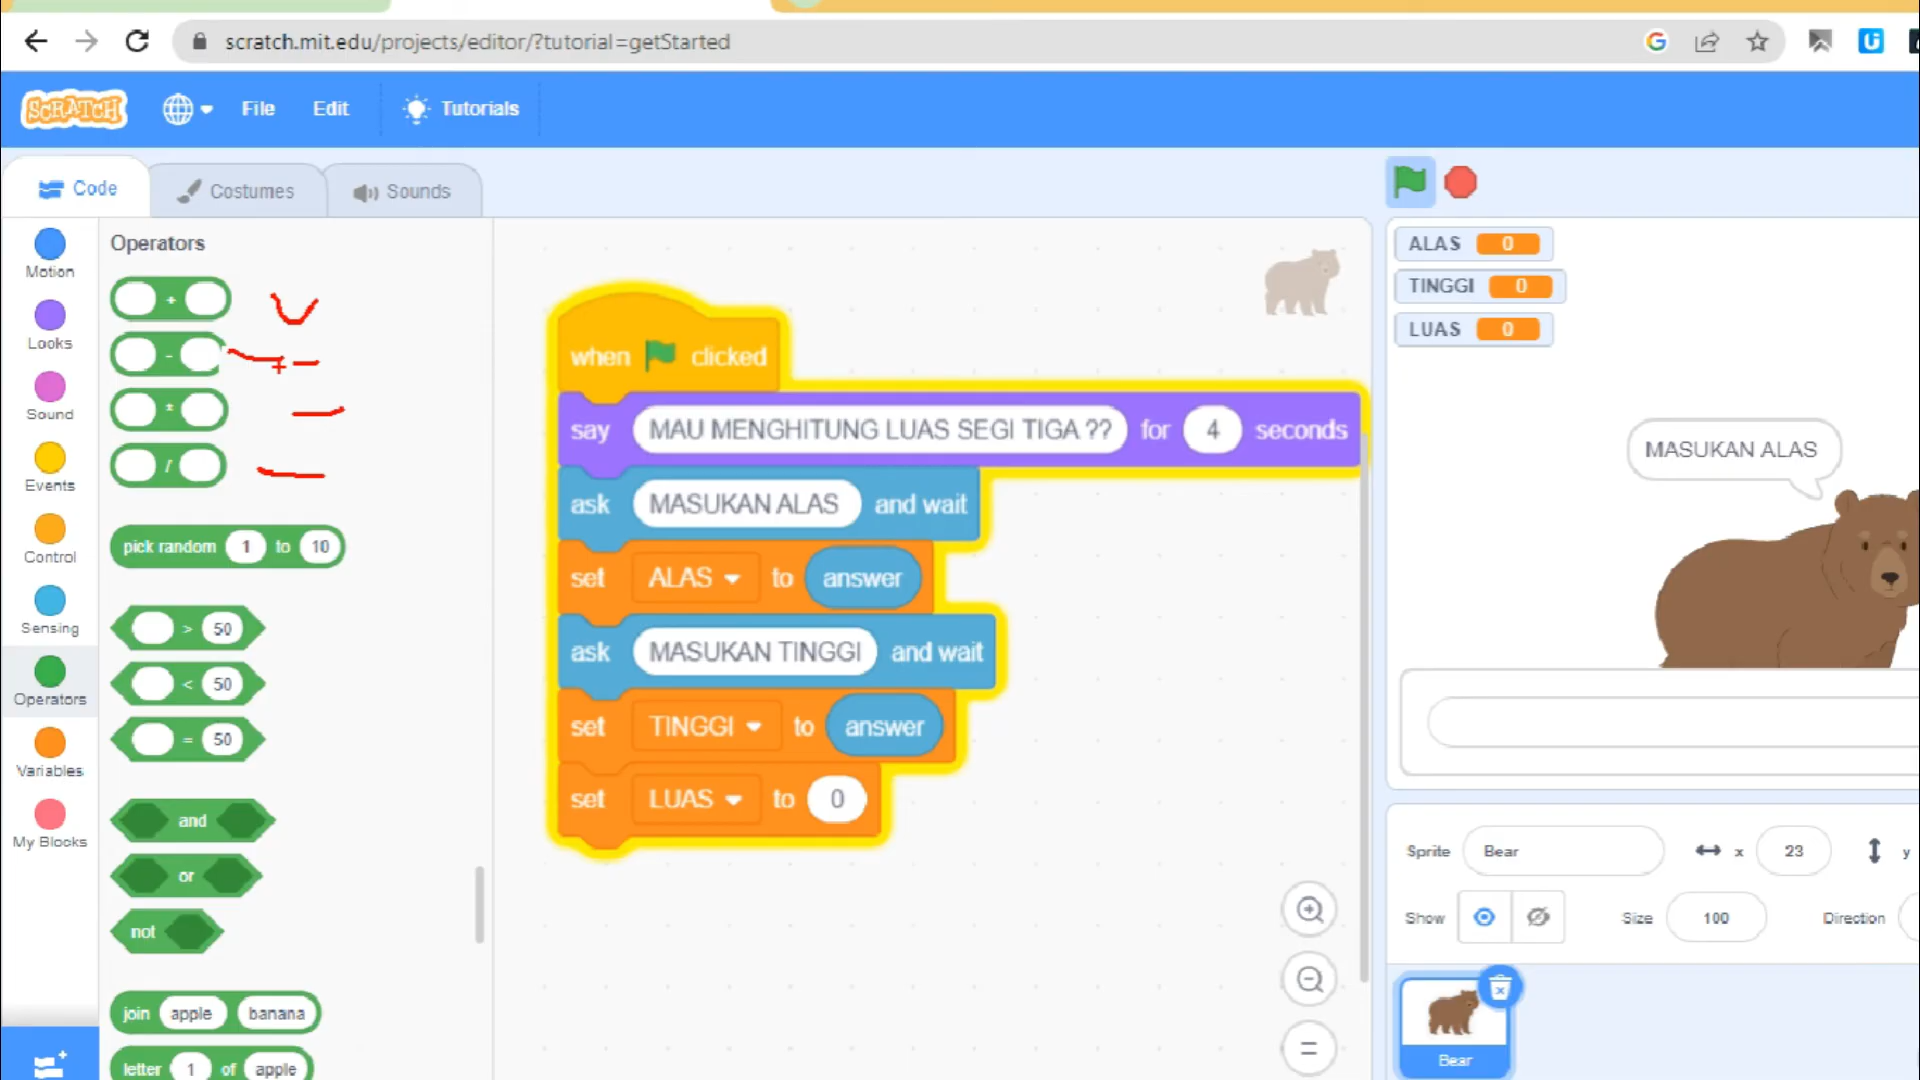 scratch.mit.edu/projects/editor/?tutorial=getStarted
SCRATCH File Edit Tutorials
Code Costumes Sounds
Motion
Looks
Sound
Events
Control
Sensing
Operators
Variables
My Blocks
Operators
+
-
*
/
pick random 1 to 10
> 50
< 50
= 50
and
or
not
join apple banana
letter 1 of apple
when clicked
say MAU MENGHITUNG LUAS SEGI TIGA ?? for 4 seconds
ask MASUKAN ALAS and wait
set ALAS to answer
ask MASUKAN TINGGI and wait
set TINGGI to answer
set LUAS to 0
ALAS 0
TINGGI 0
LUAS 0
MASUKAN ALAS
Sprite Bear x 23 y
Show Size 100 Direction
Bear